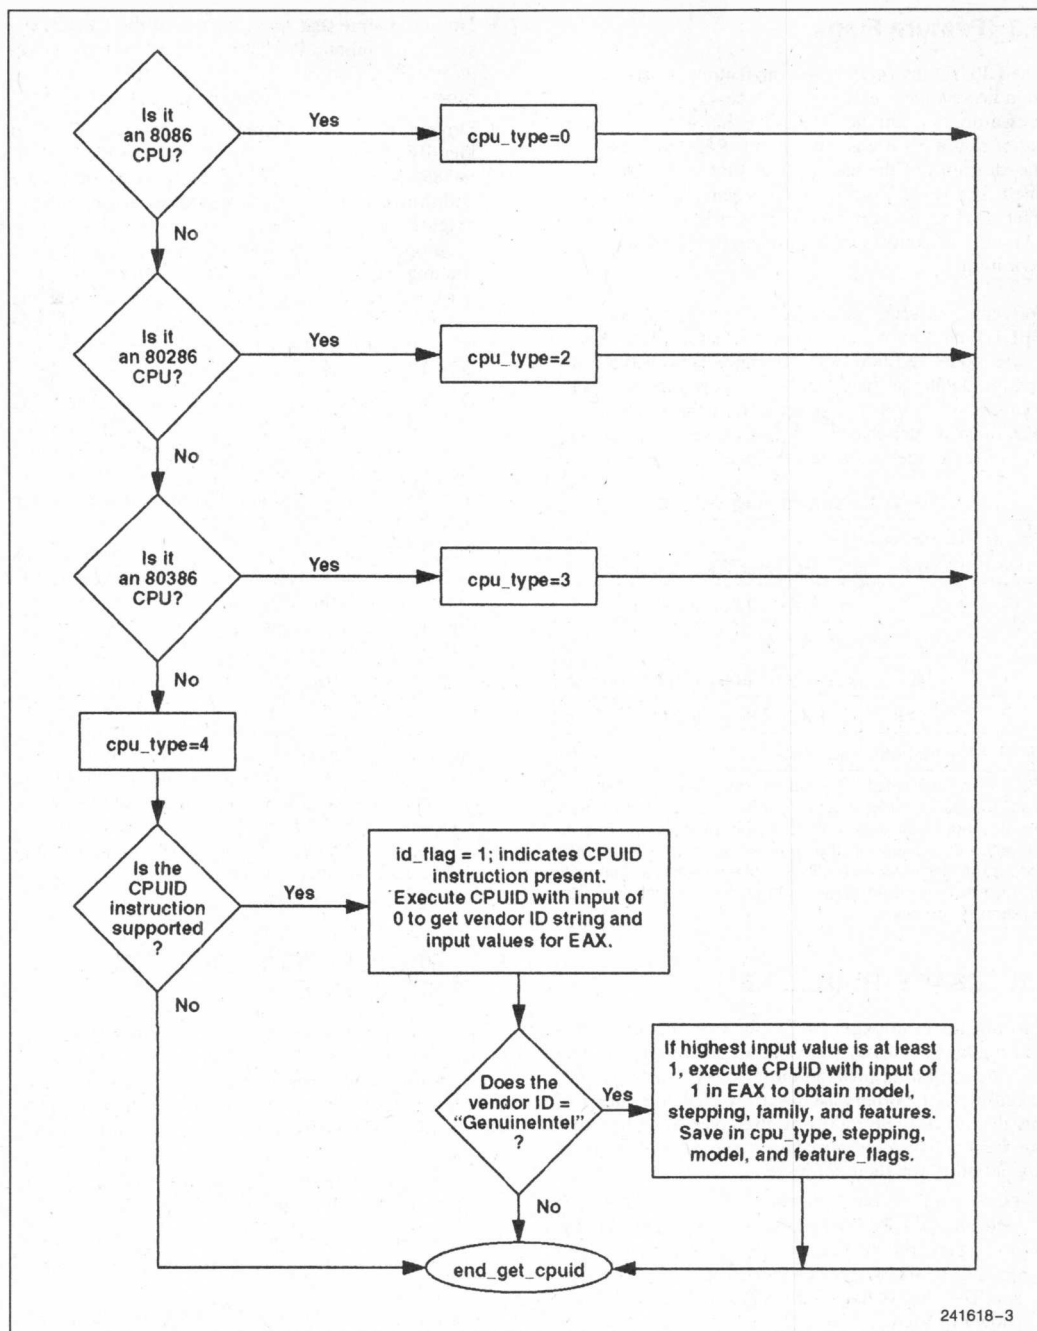 Is it
an 8086
CPU?
Yes
cpu_type=0
No
Is it
an 80286
CPU?
Yes
cpu_type=2
No
Is it
an 80386
CPU?
Yes
cpu_type=3
No
cpu_type=4
Is the
CPUID
instruction
supported
?
Yes
id_flag = 1; indicates CPUID
instruction present.
Execute CPUID with input of
0 to get vendor ID string and
input values for EAX.
No
Does the
vendor ID =
“GenuineIntel”
?
Yes
If highest input value is at least
1, execute CPUID with input of
1 in EAX to obtain model,
stepping, family, and features.
Save in cpu_type, stepping,
model, and feature_flags.
No
end_get_cpuid
241618–3